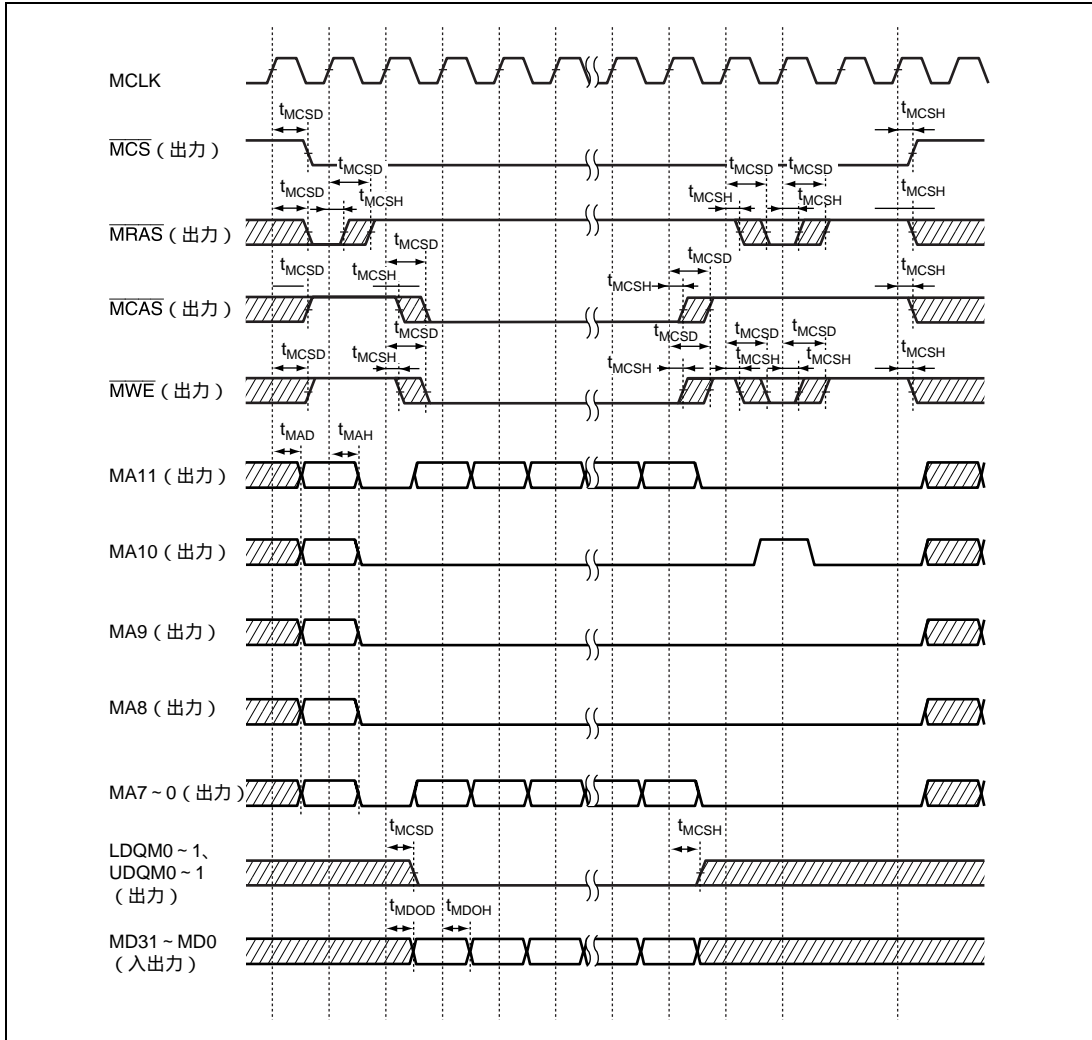 MCLK
tMCSD
tMCSH
MCS（出力）
tMCSD tMCSD tMCSD
tMCSD tMCSH tMCSH tMCSH tMCSH
MRAS（出力）
tMCSD tMCSD
tMCSD tMCSH tMCSH tMCSH
MCAS（出力）
tMCSD tMCSD tMCSD tMCSD
tMCSD tMCSH tMCSH tMCSH tMCSH tMCSH
MWE（出力）
tMAD tMAH
MA11（出力）
MA10（出力）
MA9（出力）
MA8（出力）
MA7～0（出力）
tMCSD tMCSH
LDQM0～1、
UDQM0～1
（出力）
tMDOD tMDOH
MD31～MD0
（入出力）